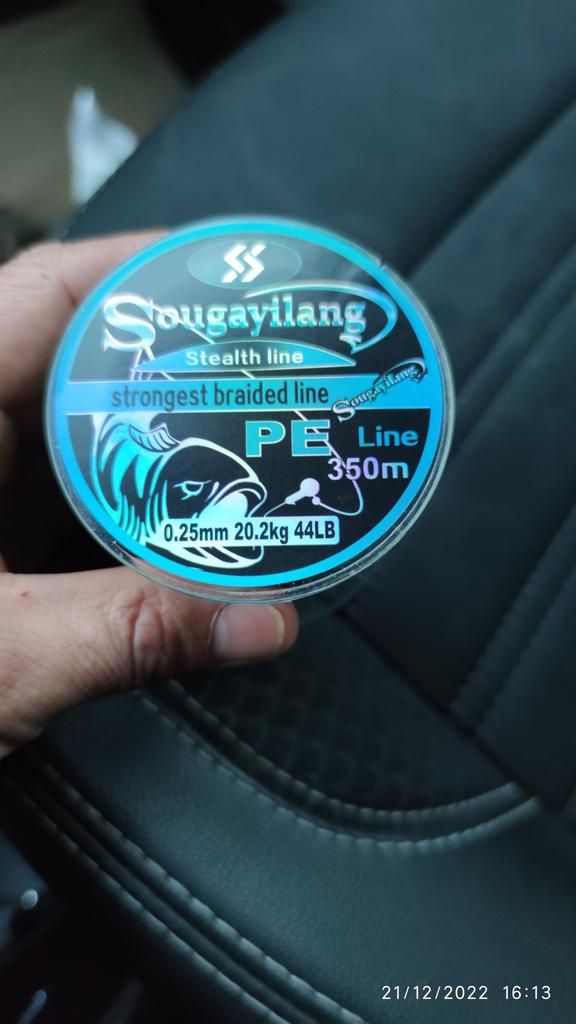 SS
Sougayilang
Stealth line
strongest braided line
Sougayilang
PE Line
350m
0.25mm 20.2kg 44LB
21/12/2022 16:13